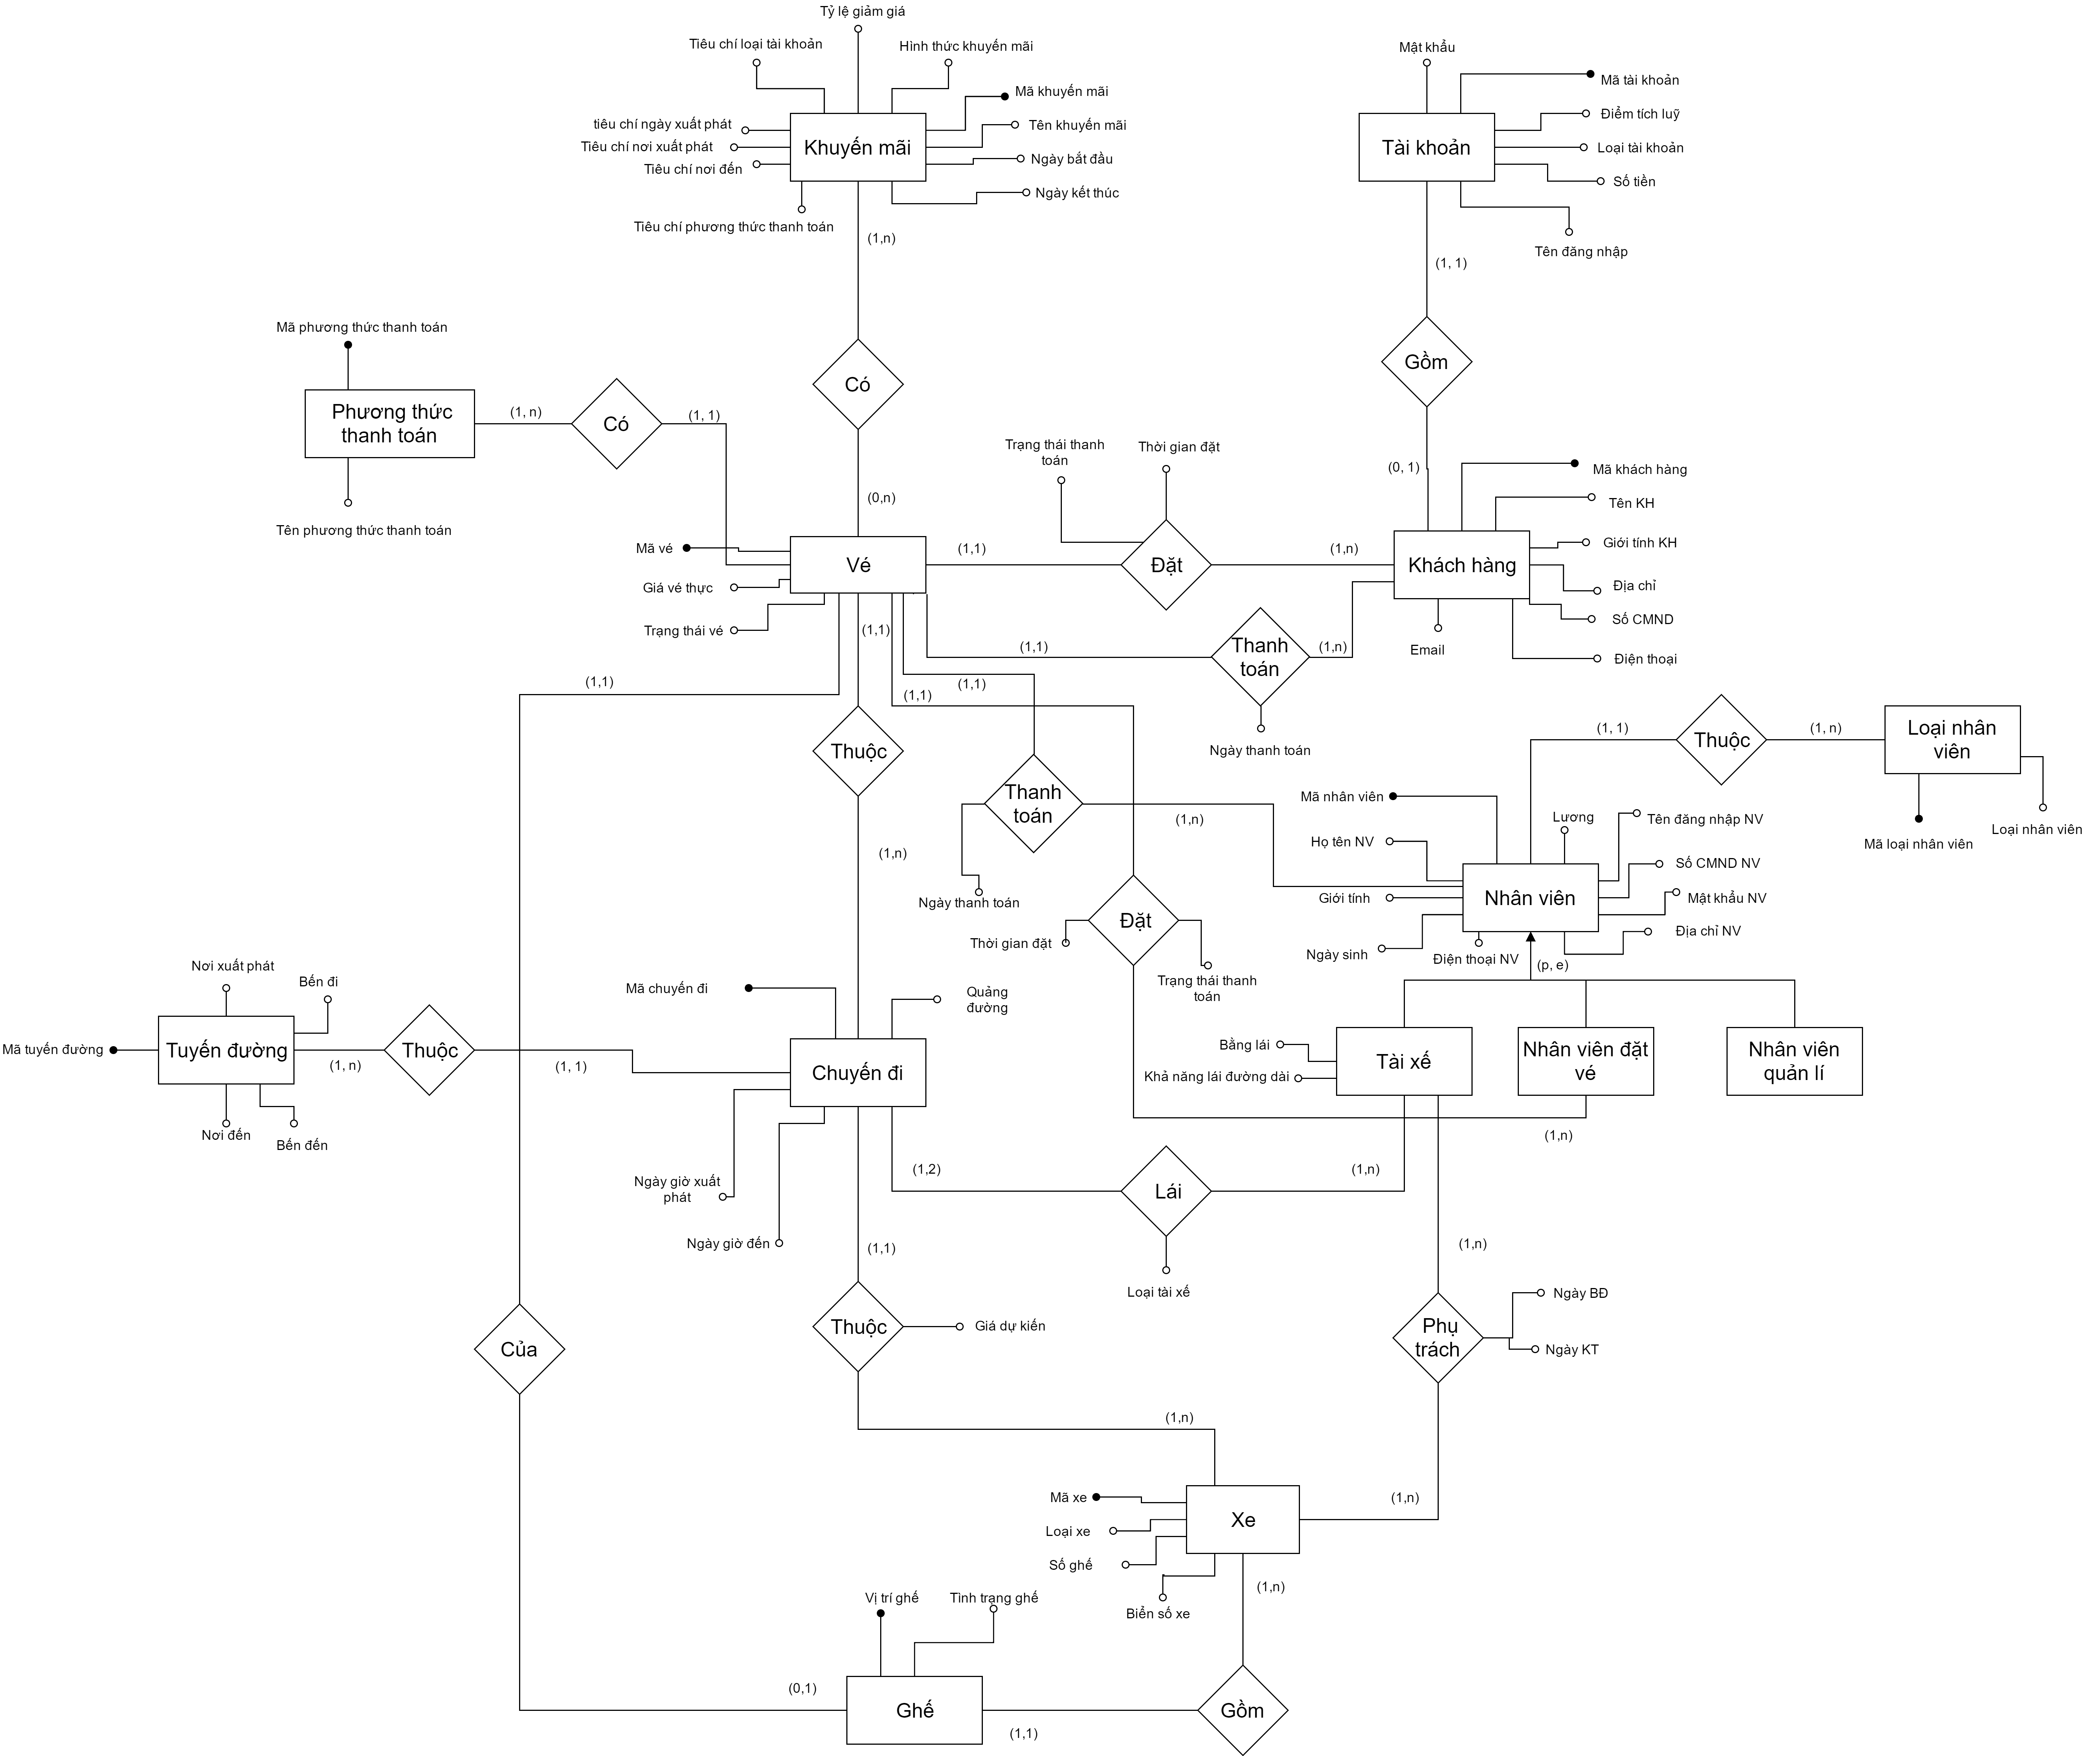 Tỷ lệ giảm giá
Tiêu chí loại tài khoản
Hình thức khuyến mãi
Mật khẩu
Mã khuyến mãi
Mã tài khoản
tiêu chí ngày xuất phát
Tên khuyến mãi
Điểm tích luỹ
Tiêu chí nơi xuất phát
Khuyến mãi
Tài khoản
Loại tài khoản
Ngày bắt đầu
Tiêu chí nơi đến
Số tiền
Ngày kết thúc
Tiêu chí phương thức thanh toán
(1,n)
Tên đăng nhập
(1, 1)
Mã phương thức thanh toán
Gồm
Có
Phương thức
thanh toán
(1, n)
Có
(1, 1)
Trạng thái thanh
toán
Thời gian đặt
(0, 1)
Mã khách hàng
(0,n)
Tên KH
Tên phương thức thanh toán
Mã vé
Vé
(1,1)
Đặt
(1,n)
Khách hàng
Giới tính KH
Giá vé thực
Địa chỉ
Số CMND
Trạng thái vé
(1,1)
(1,1)
Thanh
toán
(1,n)
Email
Điện thoại
(1,1)
(1,1)
(1,1)
Ngày thanh toán
Thuộc
(1, 1)
Thuộc
(1, n)
Loại nhân
viên
Thanh
toán
(1,n)
Mã nhân viên
Lương
Tên đăng nhập NV
Loại nhân viên
Mã loại nhân viên
Họ tên NV
(1,n)
Số CMND NV
Ngày thanh toán
Giới tính
Nhân viên
Mật khẩu NV
Đặt
Địa chỉ NV
Thời gian đặt
Ngày sinh
Điện thoại NV
(p, e)
Trạng thái thanh
toán
Nơi xuất phát
Bến đi
Mã chuyến đi
Quảng
đường
Mã tuyến đường
Tuyến đường
(1, n)
Thuộc
(1, 1)
Chuyến đi
Bằng lái
Khả năng lái đường dài
Tài xế
Nhân viên đặt
vé
Nhân viên
quản lí
Nơi đến
Bến đến
(1,n)
Ngày giờ xuất
phát
(1,2)
Lái
(1,n)
Ngày giờ đến
(1,1)
(1,n)
Loại tài xế
Ngày BĐ
Của
Thuộc
Giá dự kiến
Phụ
trách
Ngày KT
(1,n)
Mã xe
(1,n)
Loại xe
Xe
Số ghế
(1,n)
Vị trí ghế
Tình trạng ghế
Biển số xe
(0,1)
Ghế
(1,1)
Gồm